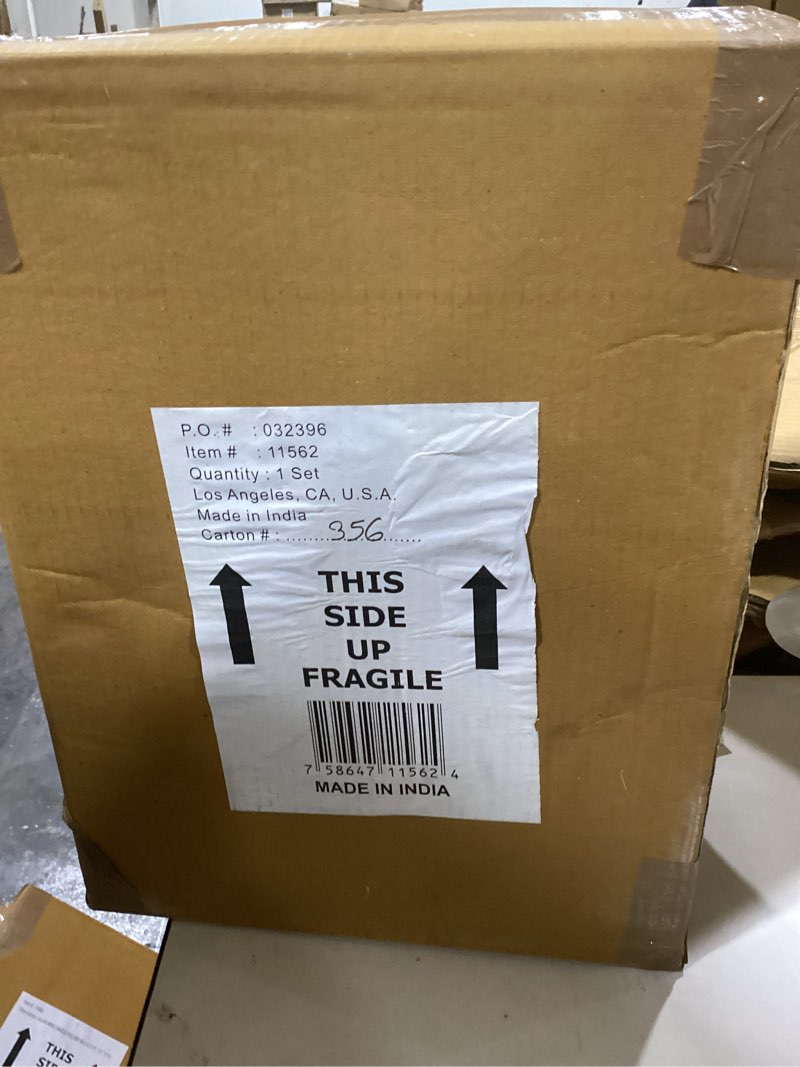 P.O. # : 032396
Item # : 11562
Quantity : 1 Set
Los Angeles, CA, U.S.A.
Made in India
Carton # : ........356.......
THIS
SIDE
UP
FRAGILE
7 58647 11562 4
MADE IN INDIA
THIS